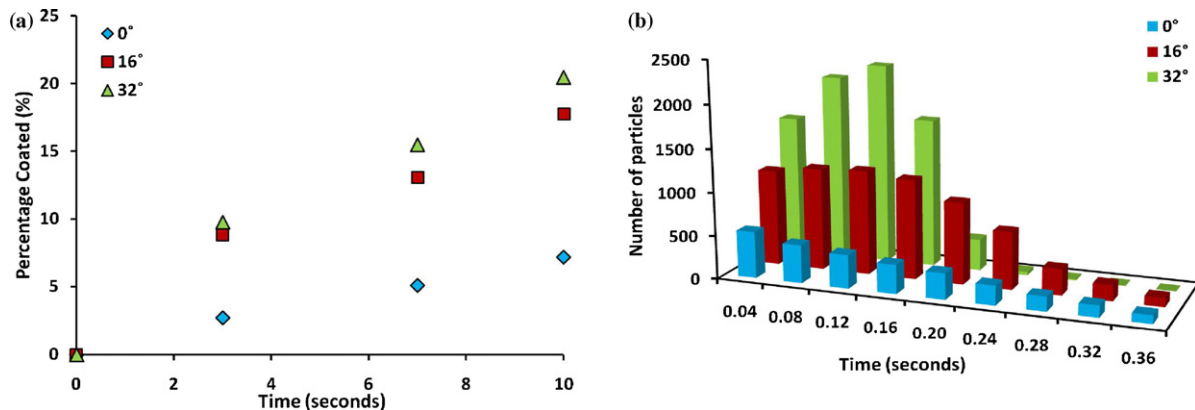 (a)
25
20
15
10
5
0
Percentage Coated (%)
0°
16°
32°
0 2 4 6 8 10
Time (seconds)
(b)
0°
16°
32°
2500
2000
1500
1000
500
0
Number of particles
0.04 0.08 0.12 0.16 0.20 0.24 0.28 0.32 0.36
Time (seconds)